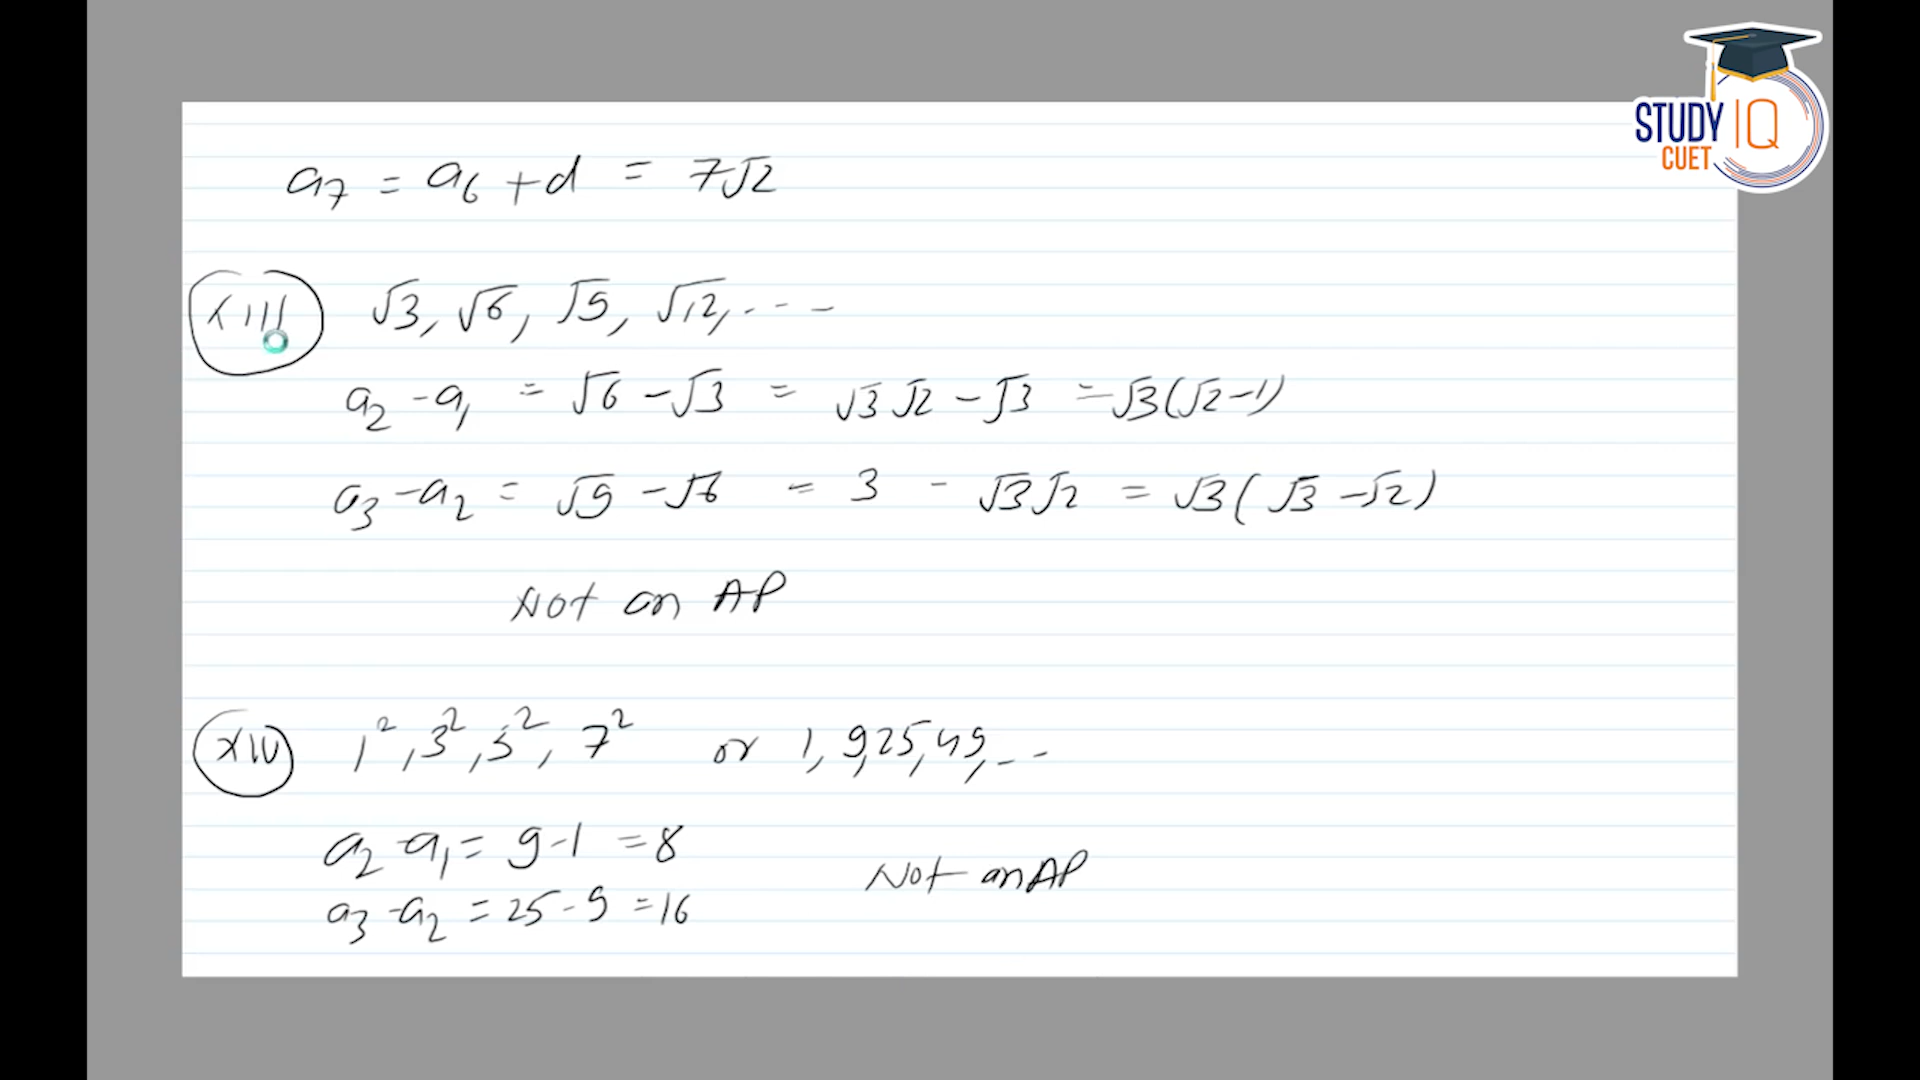 STUDY IQ
CUET
a7 = a6 + d = 7√2
XIII √3, √6, √9, √12, ----
a2 - a1 = √6 - √3 = √3 √2 - √3 = √3(√2-1)
a3 - a2 = √9 - √6 = 3 - √3√2 = √3(√3 - √2)
Not an AP
XIV 1², 3², 5², 7² or 1, 9, 25, 49, --
a2 - a1 = 9-1 = 8
Not an AP
a3 - a2 = 25-9 = 16